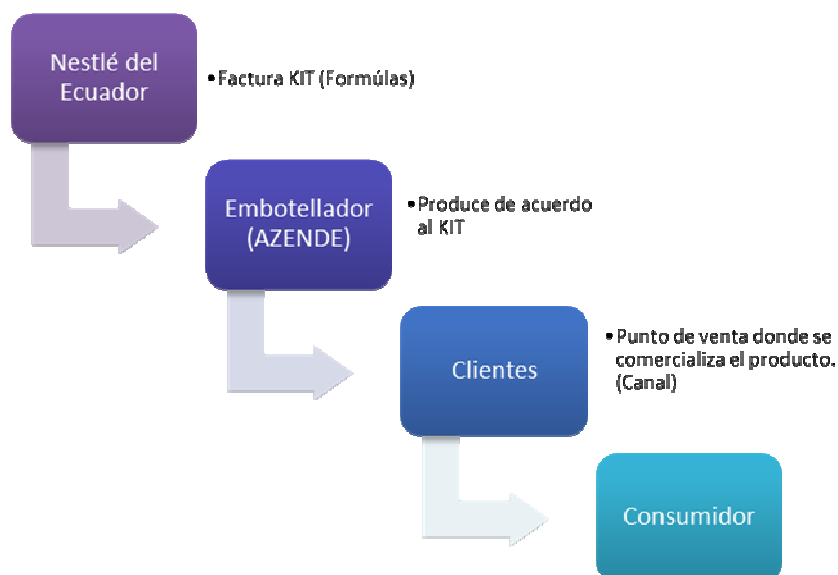 Nestlé del
Ecuador
•Factura KIT (Formúlas)
Embotellador
(AZENDE)
•Produce de acuerdo
al KIT
Clientes
•Punto de venta donde se
comercializa el producto.
(Canal)
Consumidor